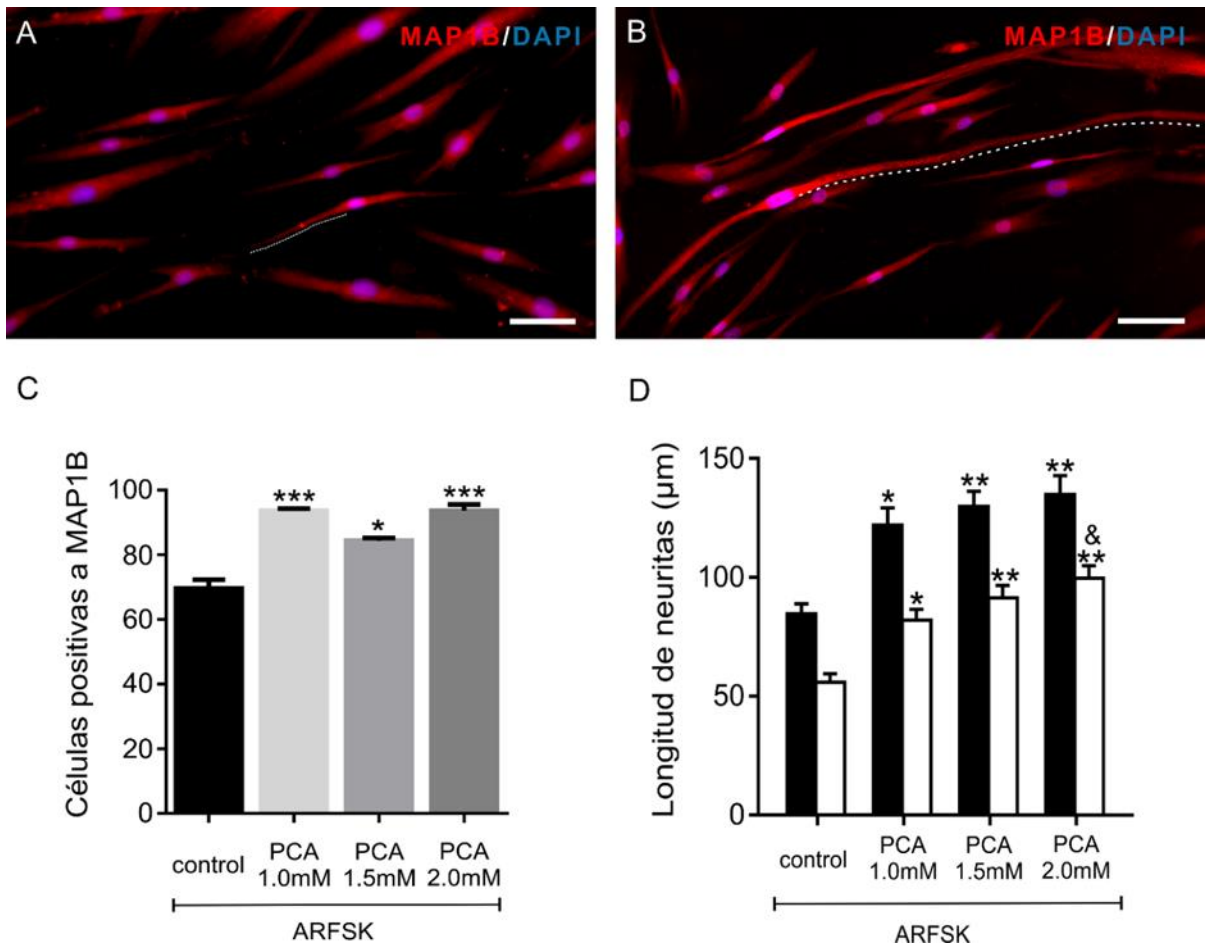 A
MAP1B/DAPI
B
MAP1B/DAPI
C
Células positivas a MAP1B
100
80
60
40
20
0
***
*
***
control
PCA
1.0mM
PCA
1.5mM
PCA
2.0mM
ARFSK
D
Longitud de neuritas (µm)
150
100
50
0
*
*
**
**
**
&
**
control
PCA
1.0mM
PCA
1.5mM
PCA
2.0mM
ARFSK